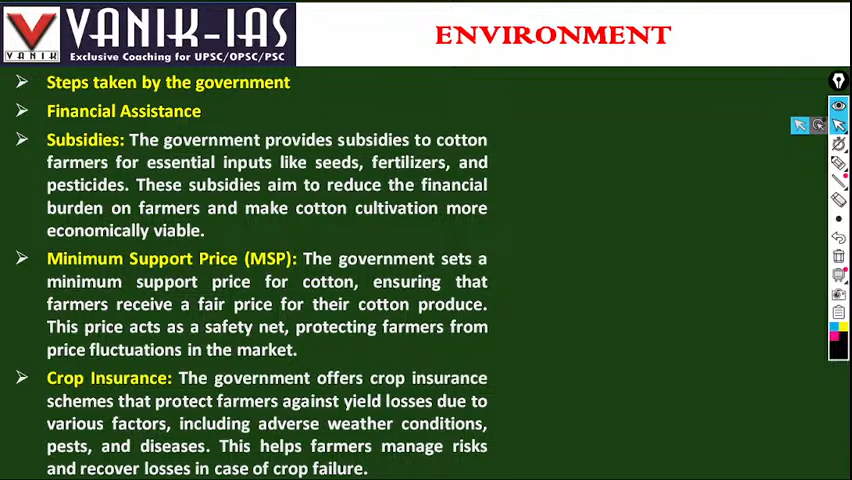 VANIK-IAS
VANIK
Exclusive Coaching for UPSC/OPSC/PSC
ENVIRONMENT
➢ Steps taken by the government
➢ Financial Assistance
➢ Subsidies: The government provides subsidies to cotton
farmers for essential inputs like seeds, fertilizers, and
pesticides. These subsidies aim to reduce the financial
burden on farmers and make cotton cultivation more
economically viable.
➢ Minimum Support Price (MSP): The government sets a
minimum support price for cotton, ensuring that
farmers receive a fair price for their cotton produce.
This price acts as a safety net, protecting farmers from
price fluctuations in the market.
➢ Crop Insurance: The government offers crop insurance
schemes that protect farmers against yield losses due to
various factors, including adverse weather conditions,
pests, and diseases. This helps farmers manage risks
and recover losses in case of crop failure.